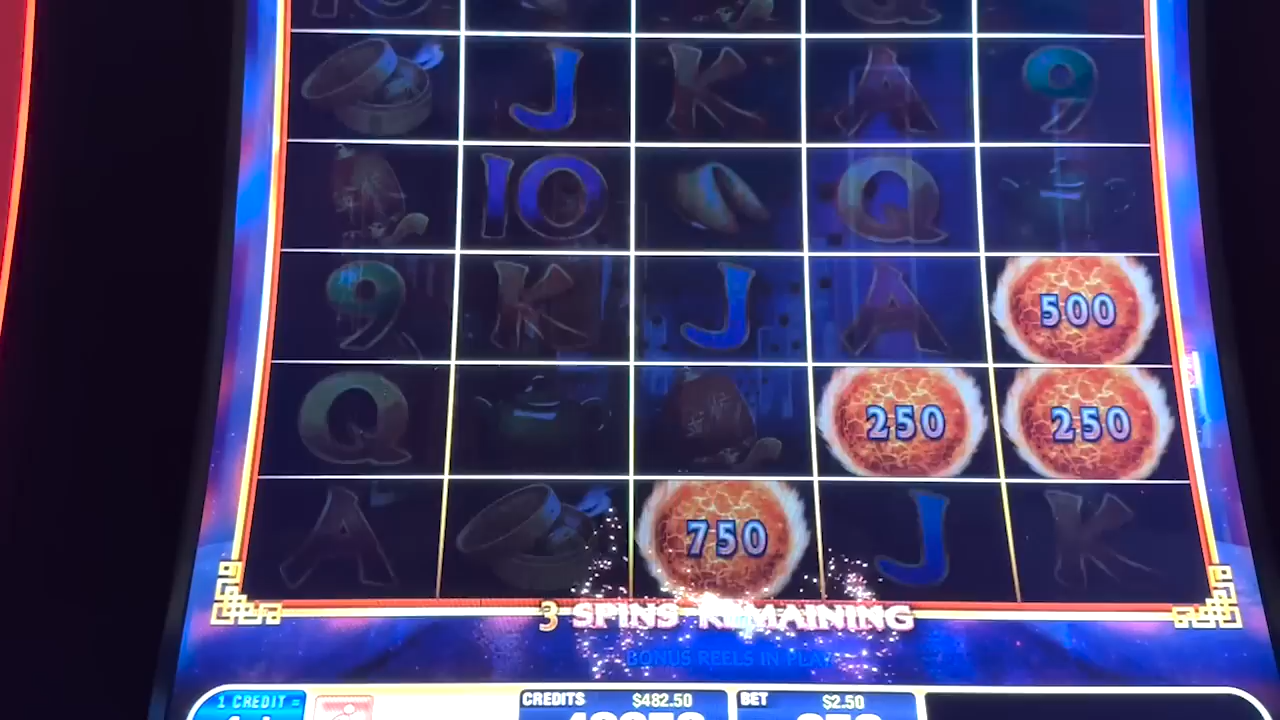 10 Q
J K A 9
10 Q
9 K J A 500
Q 250 250
A 750 J K
3 SPINS REMAINING
BONUS REELS IN PLAY
1 CREDIT =
CREDITS $482.50
BET $2.50